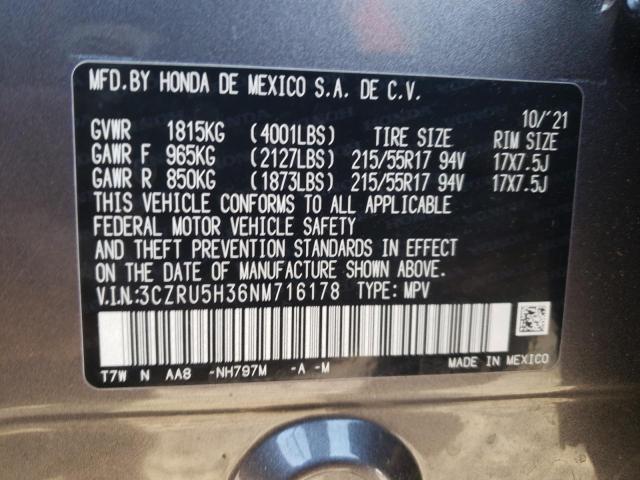 MFD.BY HONDA DE MEXICO S.A. DE C.V.
10/'21
GVWR 1815KG (4001LBS) TIRE SIZE RIM SIZE
GAWR F 965KG (2127LBS) 215/55R17 94V 17X7.5J
GAWR R 850KG (1873LBS) 215/55R17 94V 17X7.5J
THIS VEHICLE CONFORMS TO ALL APPLICABLE
FEDERAL MOTOR VEHICLE SAFETY
AND THEFT PREVENTION STANDARDS IN EFFECT
ON THE DATE OF MANUFACTURE SHOWN ABOVE.
V.I.N:3CZRU5H36NM716178 TYPE: MPV
T7W N AA8 -NH797M -A -M
MADE IN MEXICO